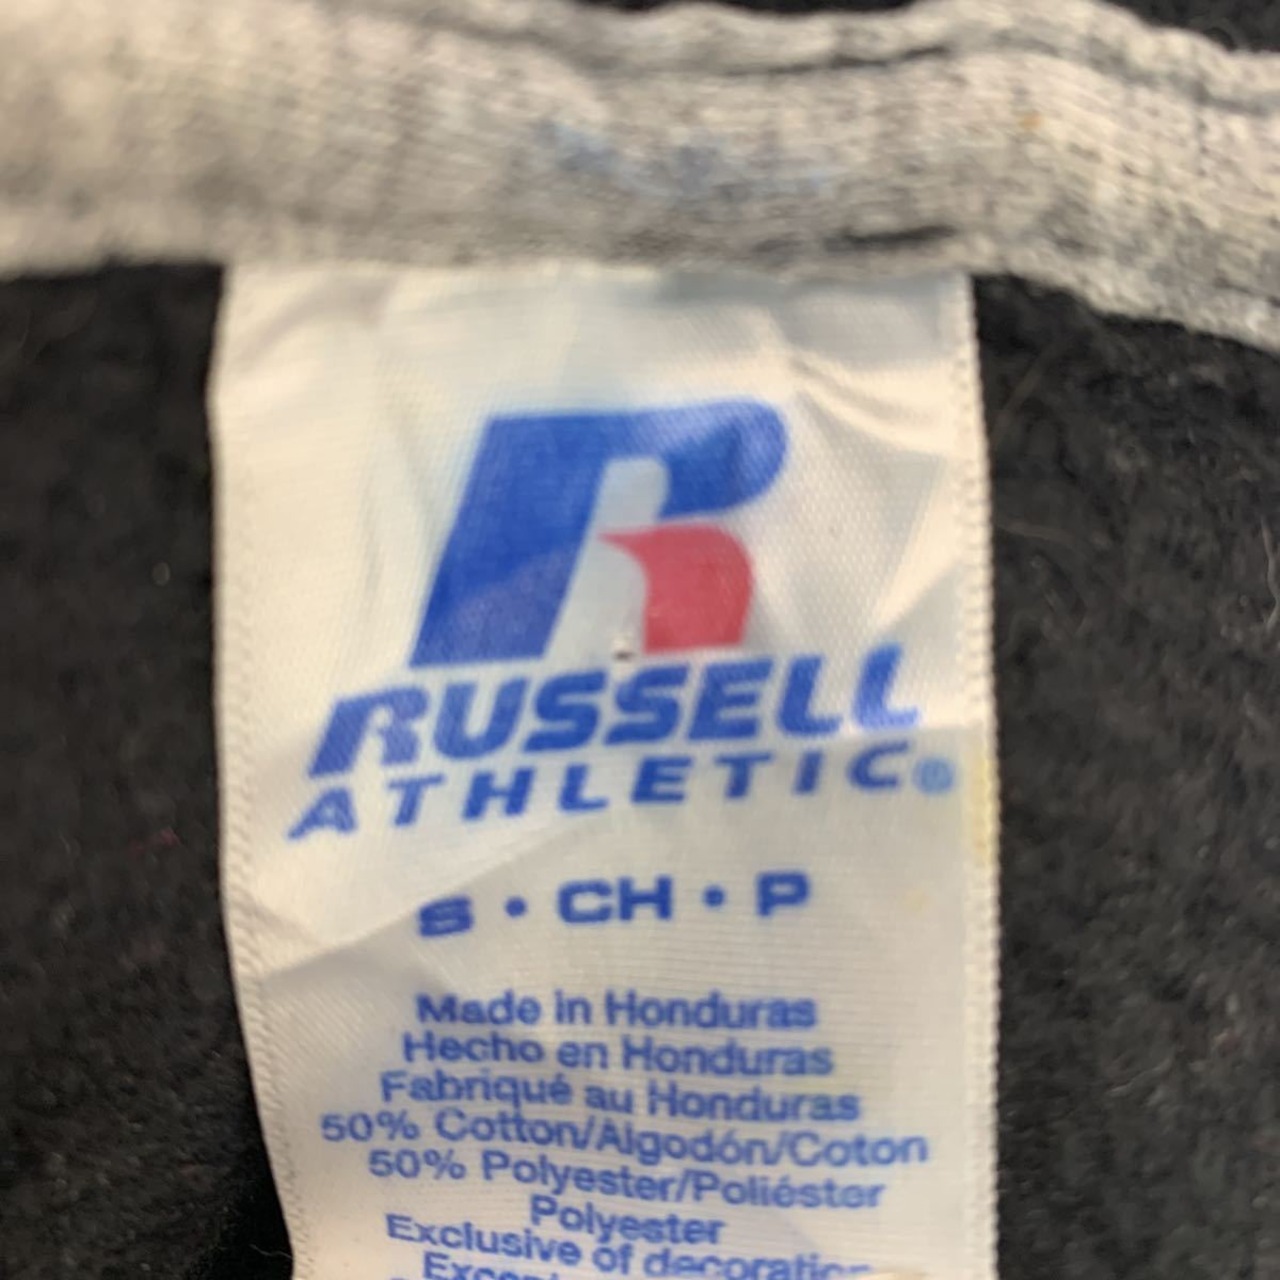 R
RUSSELL
ATHLETIC®
S • CH • P
Made in Honduras
Hecho en Honduras
Fabriqué au Honduras
50% Cotton/Algodón/Coton
50% Polyester/Poliéster
Polyester
Exclusive of